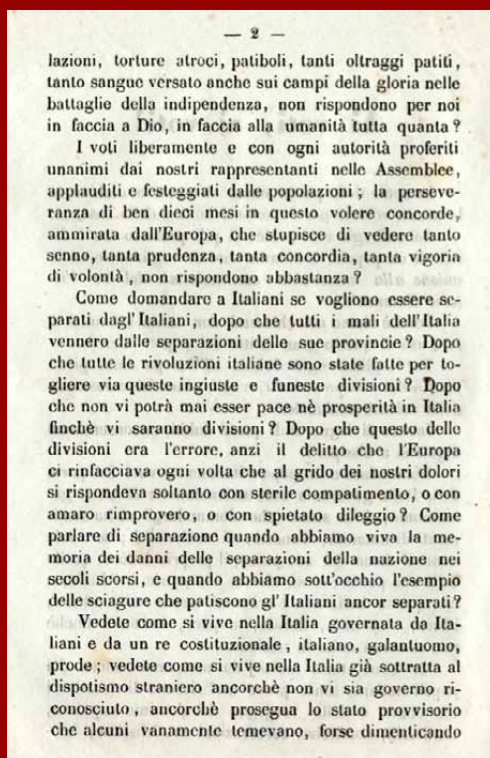 — 2 —
lazioni, torture atroci, patiboli, tanti oltraggi patiti,
tanto sangue versato anche sui campi della gloria nelle
battaglie della indipendenza, non rispondono per noi
in faccia a Dio, in faccia alla umanità tutta quanta?
I voti liberamente e con ogni autorità proferiti
unanimi dai nostri rappresentanti nelle Assemblee,
applauditi e festeggiati dalle popolazioni; la perseve-
ranza di ben dieci mesi in questo volere concorde,
ammirata dall'Europa, che stupisce di vedere tanto
senno, tanta prudenza, tanta concordia, tanta vigoria
di volontà, non rispondono abbastanza?
Come domandare a Italiani se vogliono essere se-
parati dagl'Italiani, dopo che tutti i mali dell'Italia
vennero dalle separazioni delle sue provincie? Dopo
che tutte le rivoluzioni italiane sono state fatte per to-
gliere via queste ingiuste e funeste divisioni? Dopo
che non vi potrà mai esser pace nè prosperità in Italia
finchè vi saranno divisioni? Dopo che questo delle
divisioni era l'errore, anzi il delitto che l'Europa
ci rinfacciava ogni volta che al grido dei nostri dolori
si rispondeva soltanto con sterile compatimento, o con
amaro rimprovero, o con spietato dileggio? Come
parlare di separazione quando abbiamo viva la me-
moria dei danni delle separazioni della nazione nei
secoli scorsi, e quando abbiamo sott'occhio l'esempio
delle sciagure che patiscono gl' Italiani ancor separati?
Vedete come si vive nella Italia governata da Ita-
liani e da un re costituzionale, italiano, galantuomo,
prode; vedete come si vive nella Italia già sottratta al
dispotismo straniero ancorchè non vi sia governo ri-
conosciuto, ancorchè prosegua lo stato provvisorio
che alcuni vanamente temevano, forse dimenticando